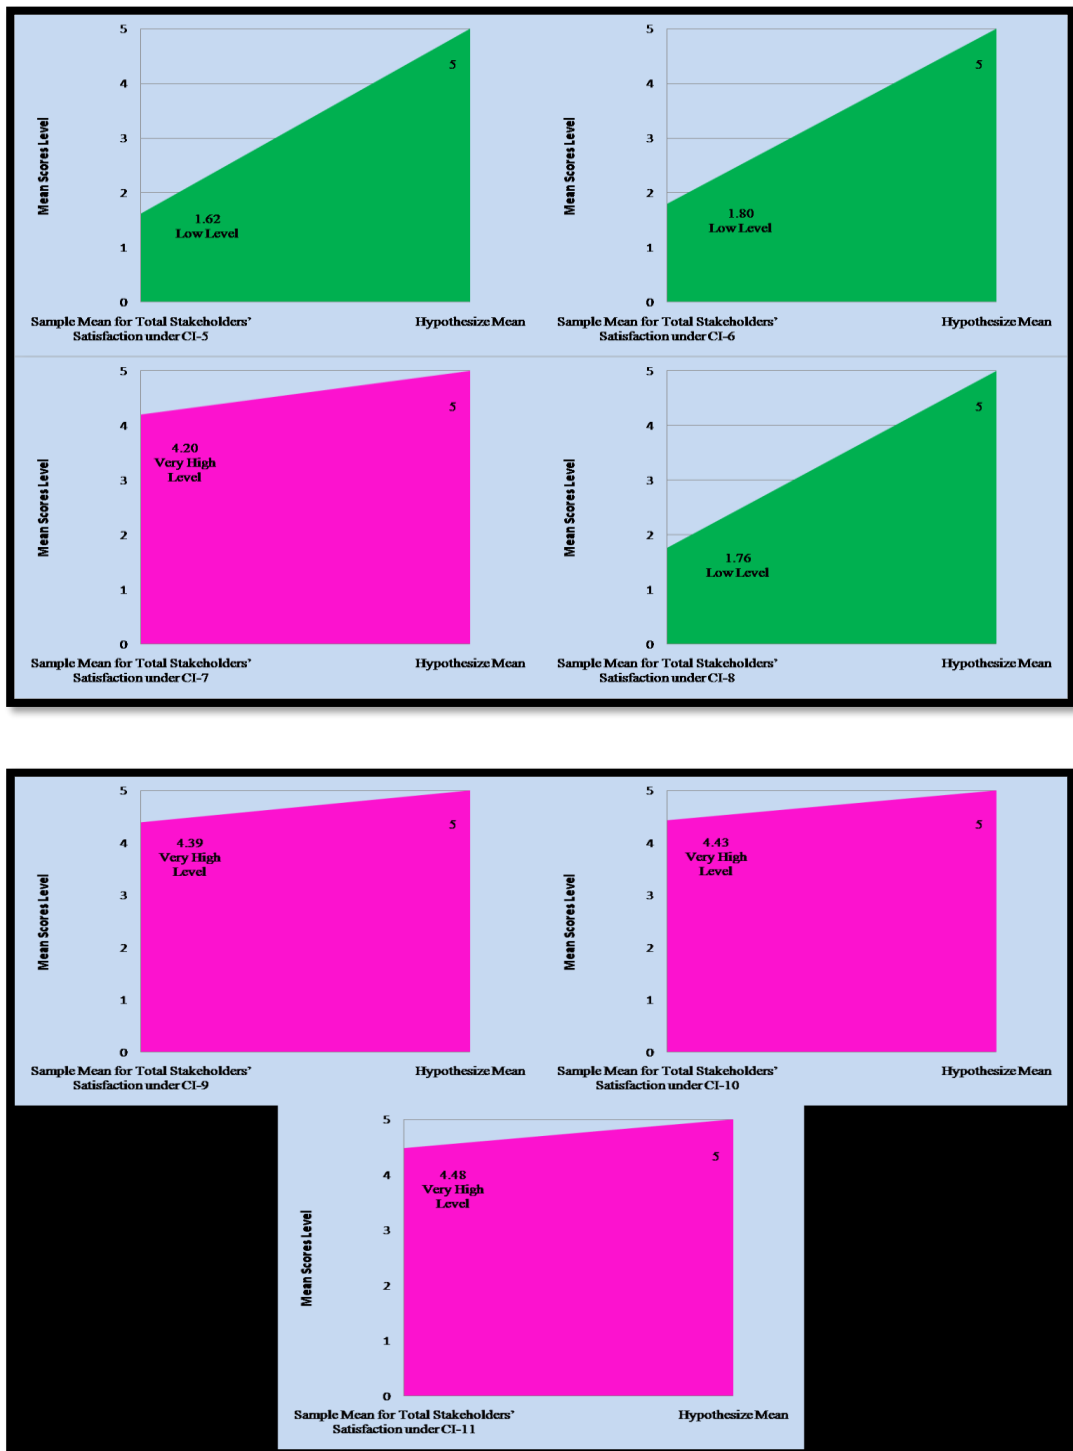 5
4
3
2
1
0
Mean Scores Level
5
1.62
Low Level
Sample Mean for Total Stakeholders'
Satisfaction under CI-5
Hypothesize Mean
5
4
3
2
1
0
Mean Scores Level
5
1.80
Low Level
Sample Mean for Total Stakeholders'
Satisfaction under CI-6
Hypothesize Mean
5
4
3
2
1
0
Mean Scores Level
5
4.20
Very High
Level
Sample Mean for Total Stakeholders'
Satisfaction under CI-7
Hypothesize Mean
5
4
3
2
1
0
Mean Scores Level
5
1.76
Low Level
Sample Mean for Total Stakeholders'
Satisfaction under CI-8
Hypothesize Mean
5
4
3
2
1
0
Mean Scores Level
5
4.39
Very High
Level
Sample Mean for Total Stakeholders'
Satisfaction under CI-9
Hypothesize Mean
5
4
3
2
1
0
Mean Scores Level
5
4.43
Very High
Level
Sample Mean for Total Stakeholders'
Satisfaction under CI-10
Hypothesize Mean
5
4
3
2
1
0
Mean Scores Level
5
4.48
Very High
Level
Sample Mean for Total Stakeholders'
Satisfaction under CI-11
Hypothesize Mean